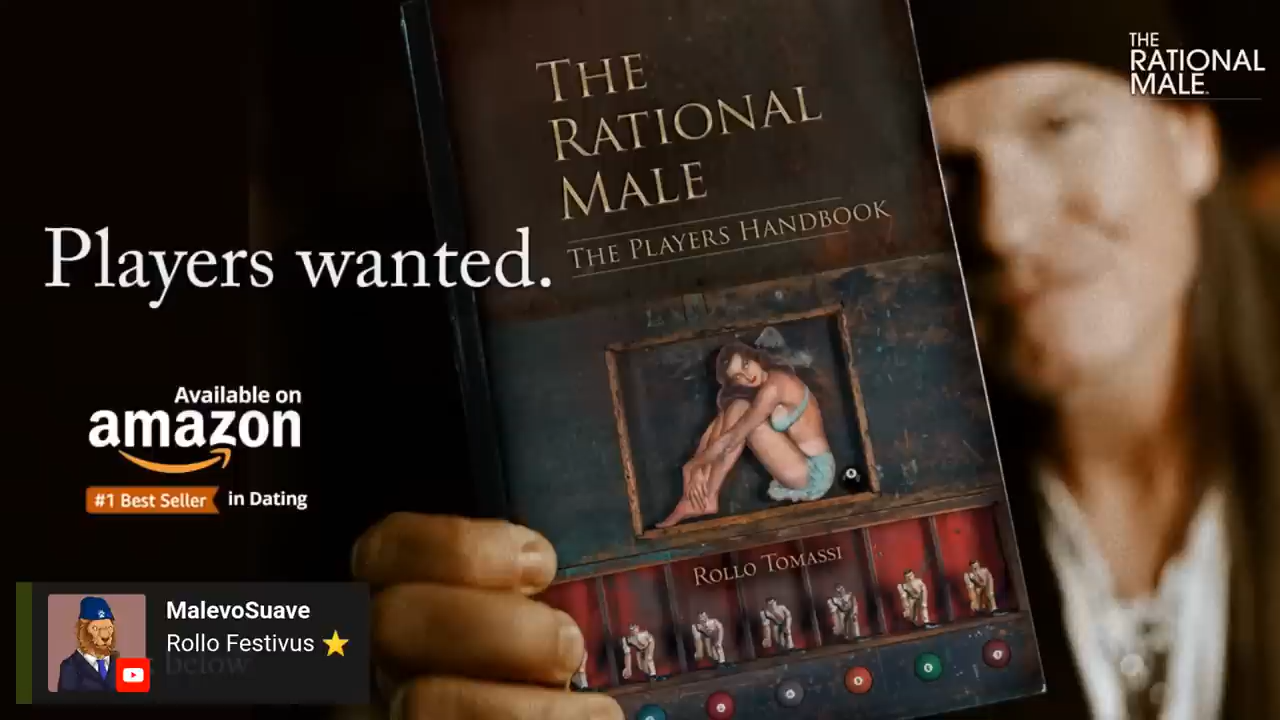 THE
RATIONAL
MALE
THE
RATIONAL
MALE
THE PLAYERS HANDBOOK
Players wanted.
Available on
amazon
#1 Best Seller in Dating
ROLLO TOMASSI
MalevoSuave
Rollo Festivus ⭐
below